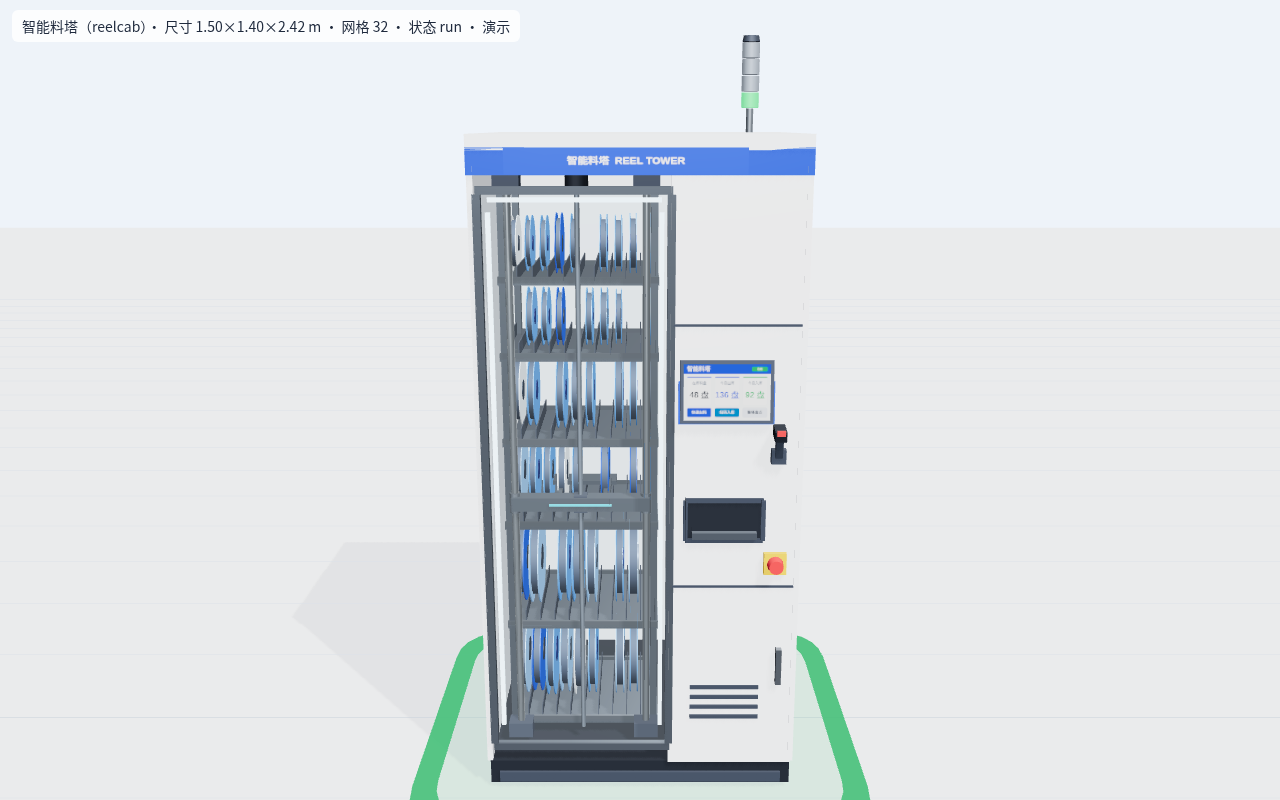 智能料塔（reelcab）· 尺寸 1.50×1.40×2.42 m · 网格 32 · 状态 run · 演示
智能料塔 REEL TOWER
智能料塔
48 盘 136 盘 92 盘